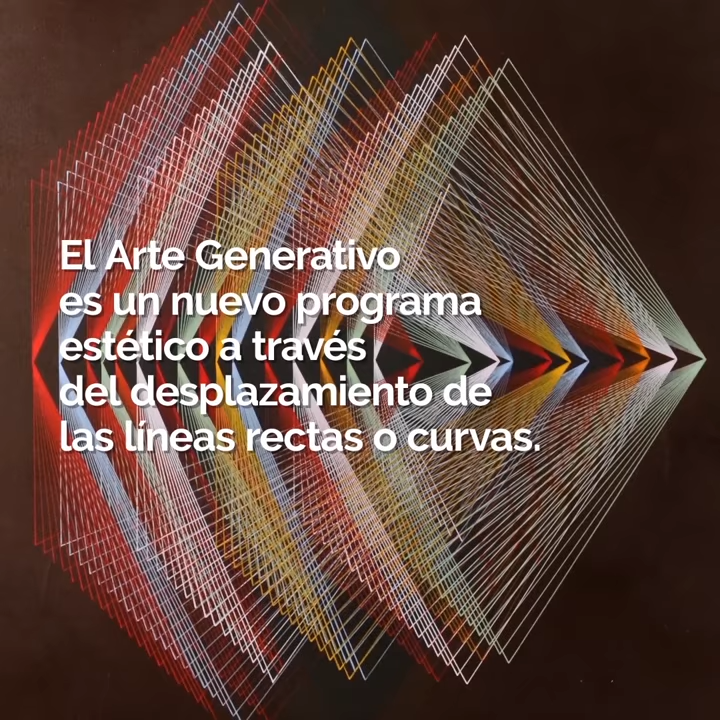 El Arte Generativo
es un nuevo programa
estético a través
del desplazamiento de
las líneas rectas o curvas.